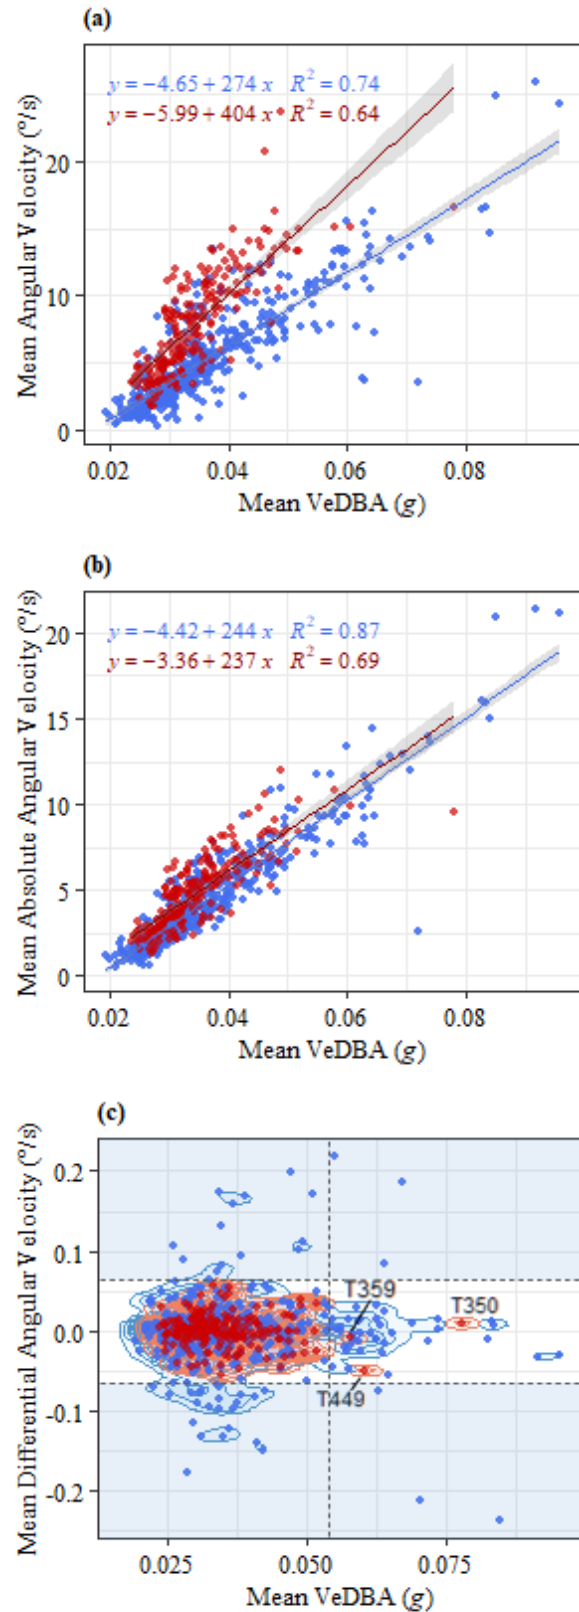 (a)
y = −4.65 + 274 x R² = 0.74
y = −5.99 + 404 x R² = 0.64
Mean Angular Velocity (°/s)
20
10
0
0.02 0.04 0.06 0.08
Mean VeDBA (g)
(b)
y = −4.42 + 244 x R² = 0.87
y = −3.36 + 237 x R² = 0.69
Mean Absolute Angular Velocity (°/s)
20
15
10
5
0
0.02 0.04 0.06 0.08
Mean VeDBA (g)
(c)
Mean Differential Angular Velocity (°/s)
0.2
0.1
0.0
-0.1
-0.2
T359
T350
T449
0.025 0.050 0.075
Mean VeDBA (g)